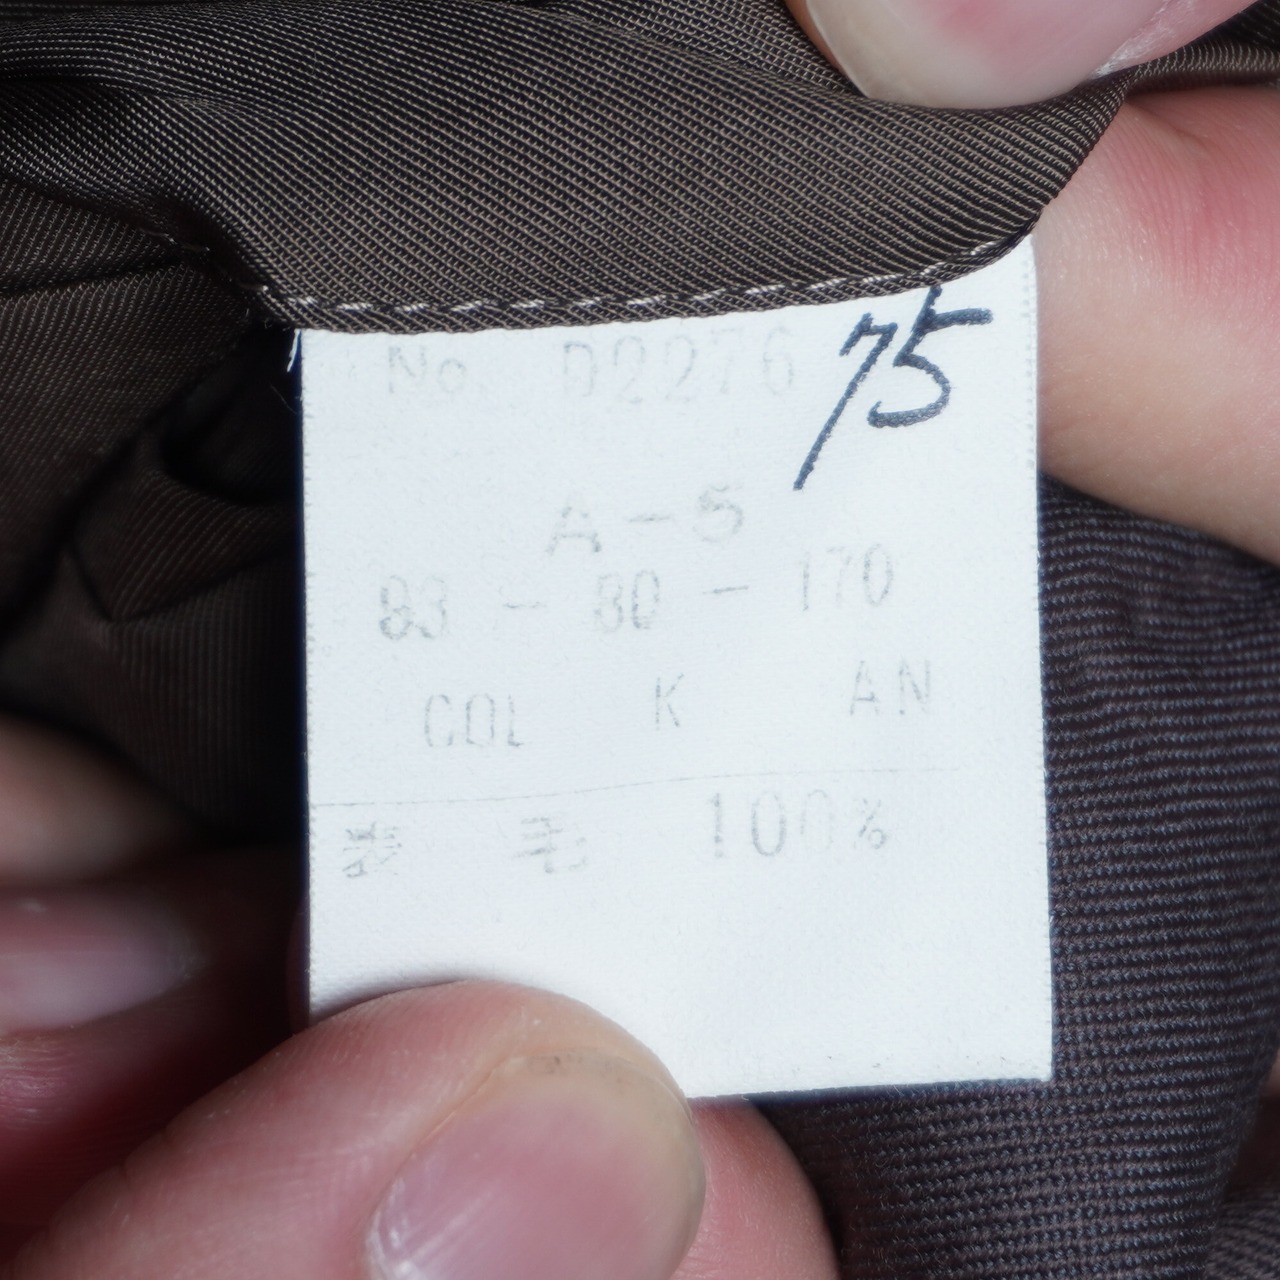 No. D2276
75
A-5
93 - 80 - 170
COL K AN
表 毛 100%